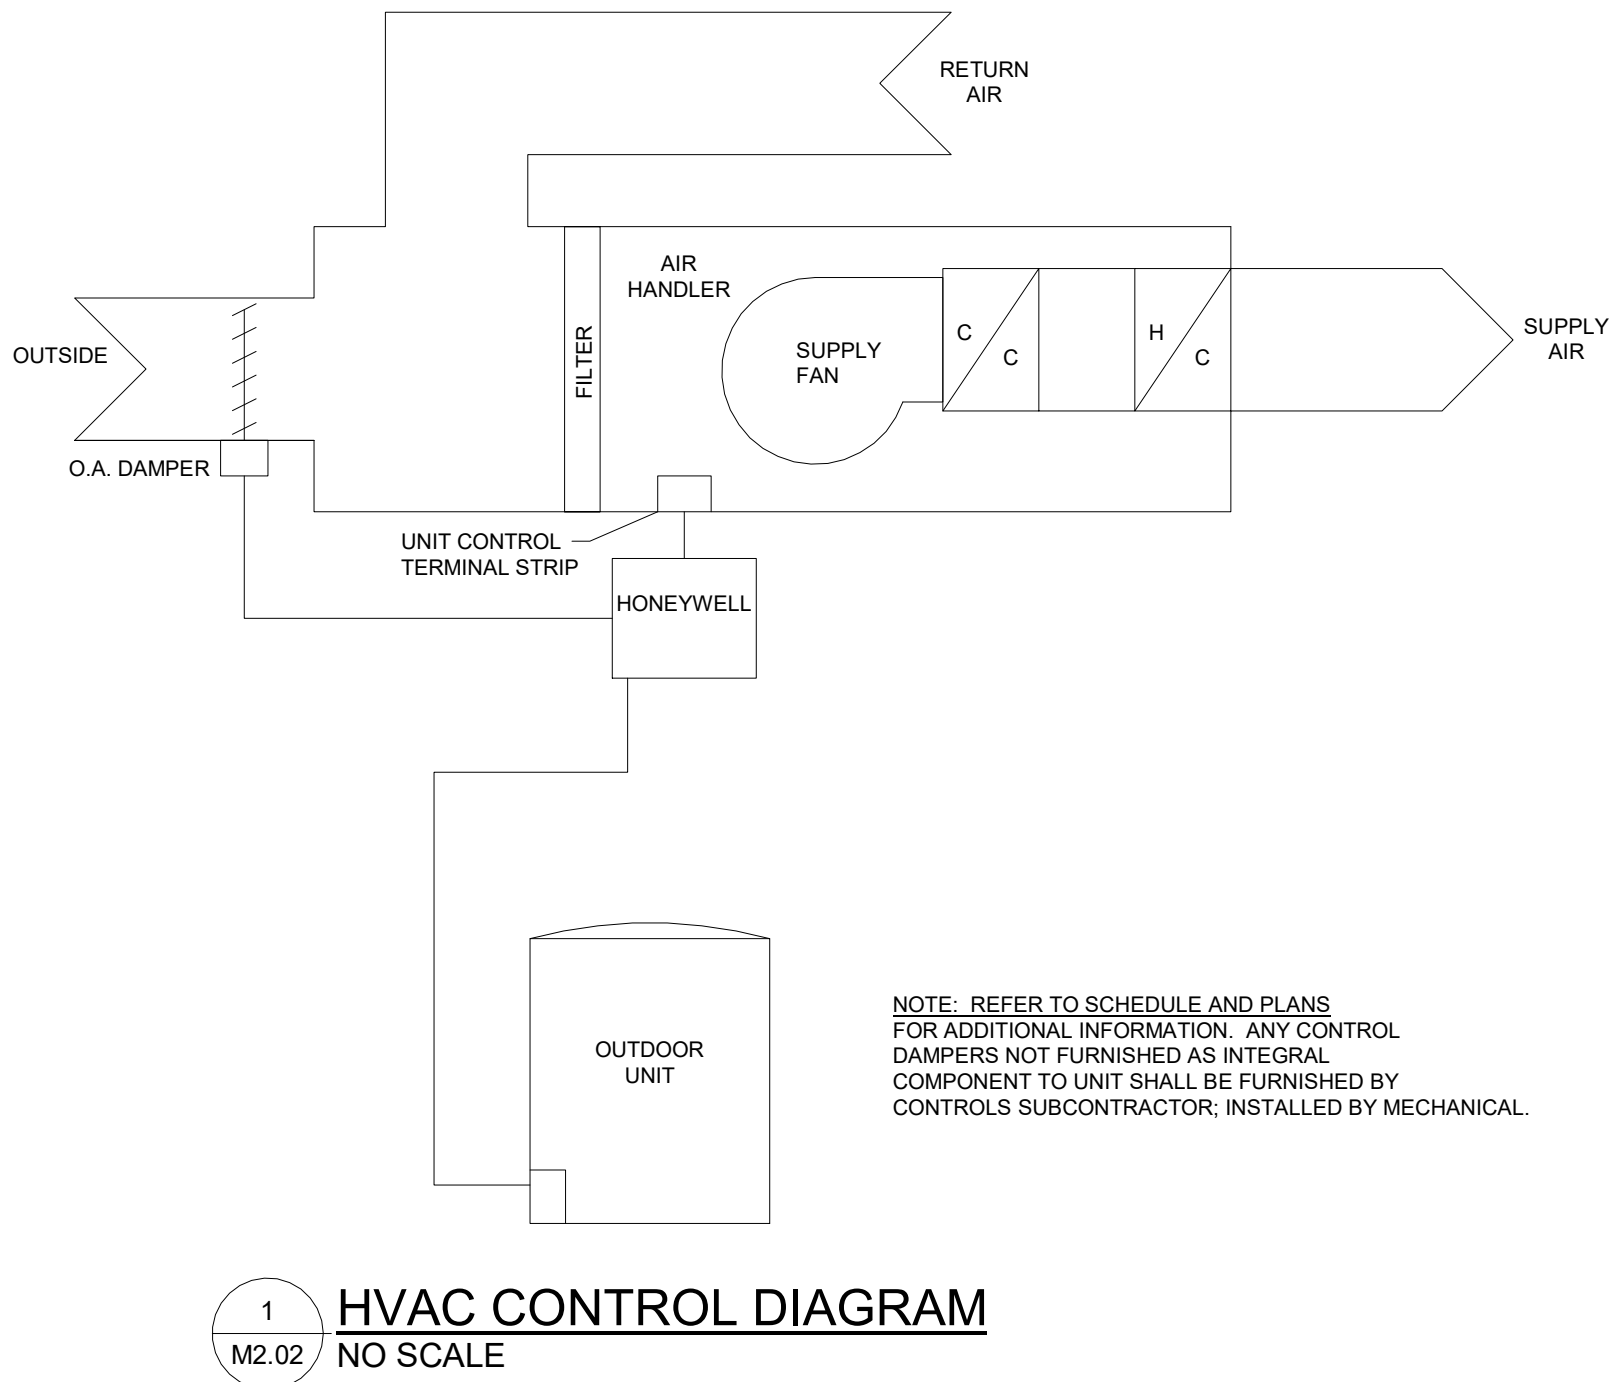 RETURN
AIR
AIR
HANDLER
OUTSIDE
FILTER
SUPPLY
FAN
C
C
H
C
SUPPLY
AIR
O.A. DAMPER
UNIT CONTROL
TERMINAL STRIP
HONEYWELL
OUTDOOR
UNIT
NOTE:  REFER TO SCHEDULE AND PLANS
FOR ADDITIONAL INFORMATION.  ANY CONTROL
DAMPERS NOT FURNISHED AS INTEGRAL
COMPONENT TO UNIT SHALL BE FURNISHED BY
CONTROLS SUBCONTRACTOR; INSTALLED BY MECHANICAL.
1
M2.02
HVAC CONTROL DIAGRAM
NO SCALE